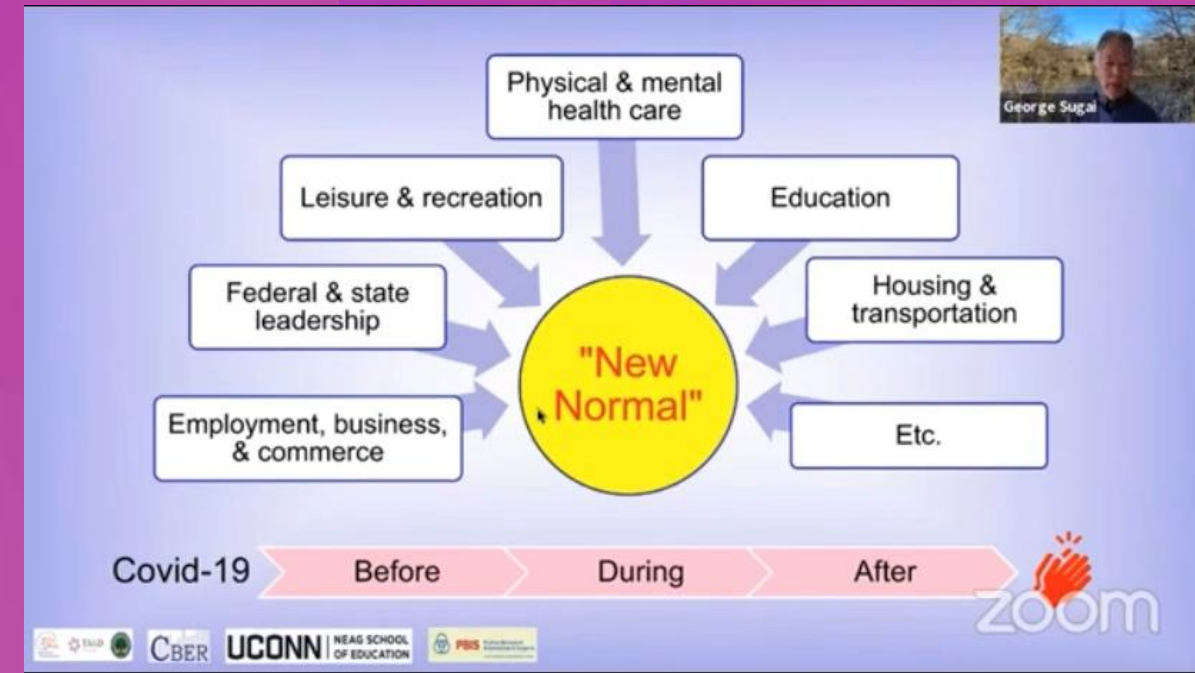 George Sugai
Physical & mental
health care
Leisure & recreation
Education
Federal & state
leadership
Housing &
transportation
"New
Normal"
Employment, business,
& commerce
Etc.
Covid-19
Before
During
After
zoom
CBER
UCONN
NEAG SCHOOL
OF EDUCATION
PBIS